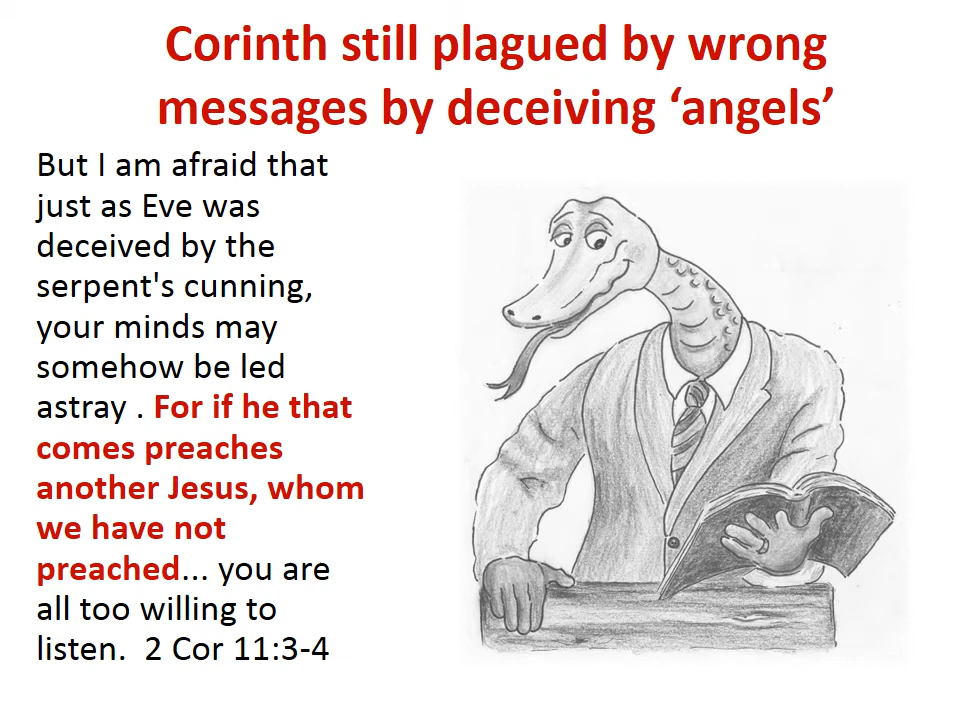 Corinth still plagued by wrong
messages by deceiving ‘angels’
But I am afraid that
just as Eve was
deceived by the
serpent's cunning,
your minds may
somehow be led
astray . For if he that
comes preaches
another Jesus, whom
we have not
preached... you are
all too willing to
listen.  2 Cor 11:3-4